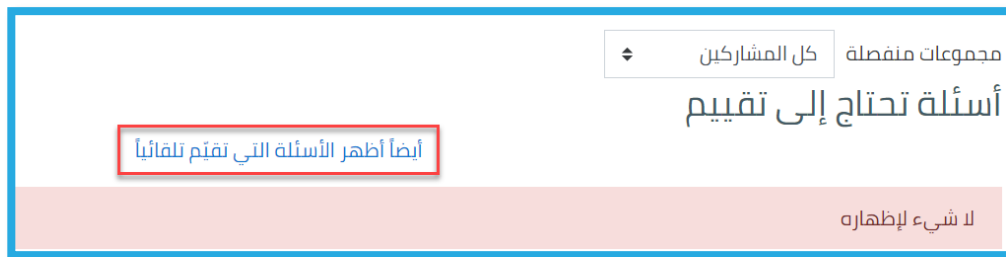 مجموعات منفصلة كل المشاركين
أسئلة تحتاج إلى تقييم
أيضاً أظهر الأسئلة التي تقيّم تلقائياً
لا شيء لإظهاره